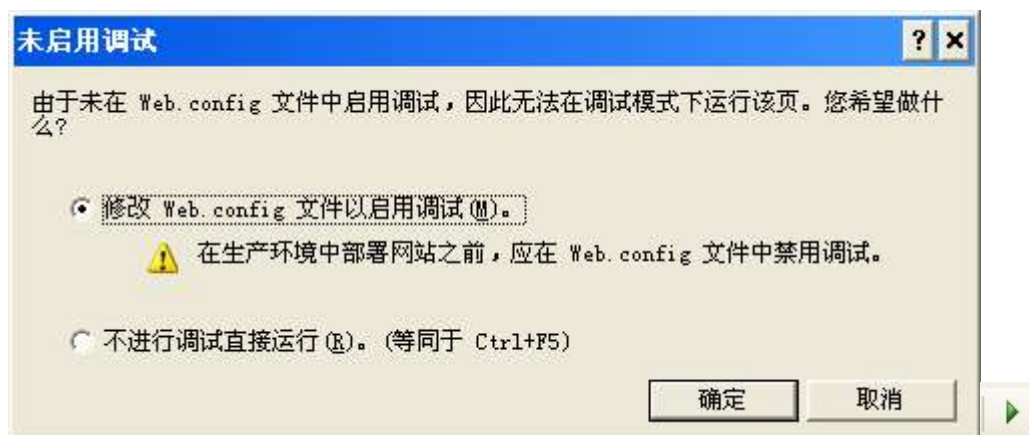 未启用调试
由于未在 Web.config 文件中启用调试，因此无法在调试模式下运行该页。您希望做什
么？
修改 Web.config 文件以启用调试(M)。
在生产环境中部署网站之前，应在 Web.config 文件中禁用调试。
不进行调试直接运行(R)。(等同于 Ctrl+F5)
确定 取消